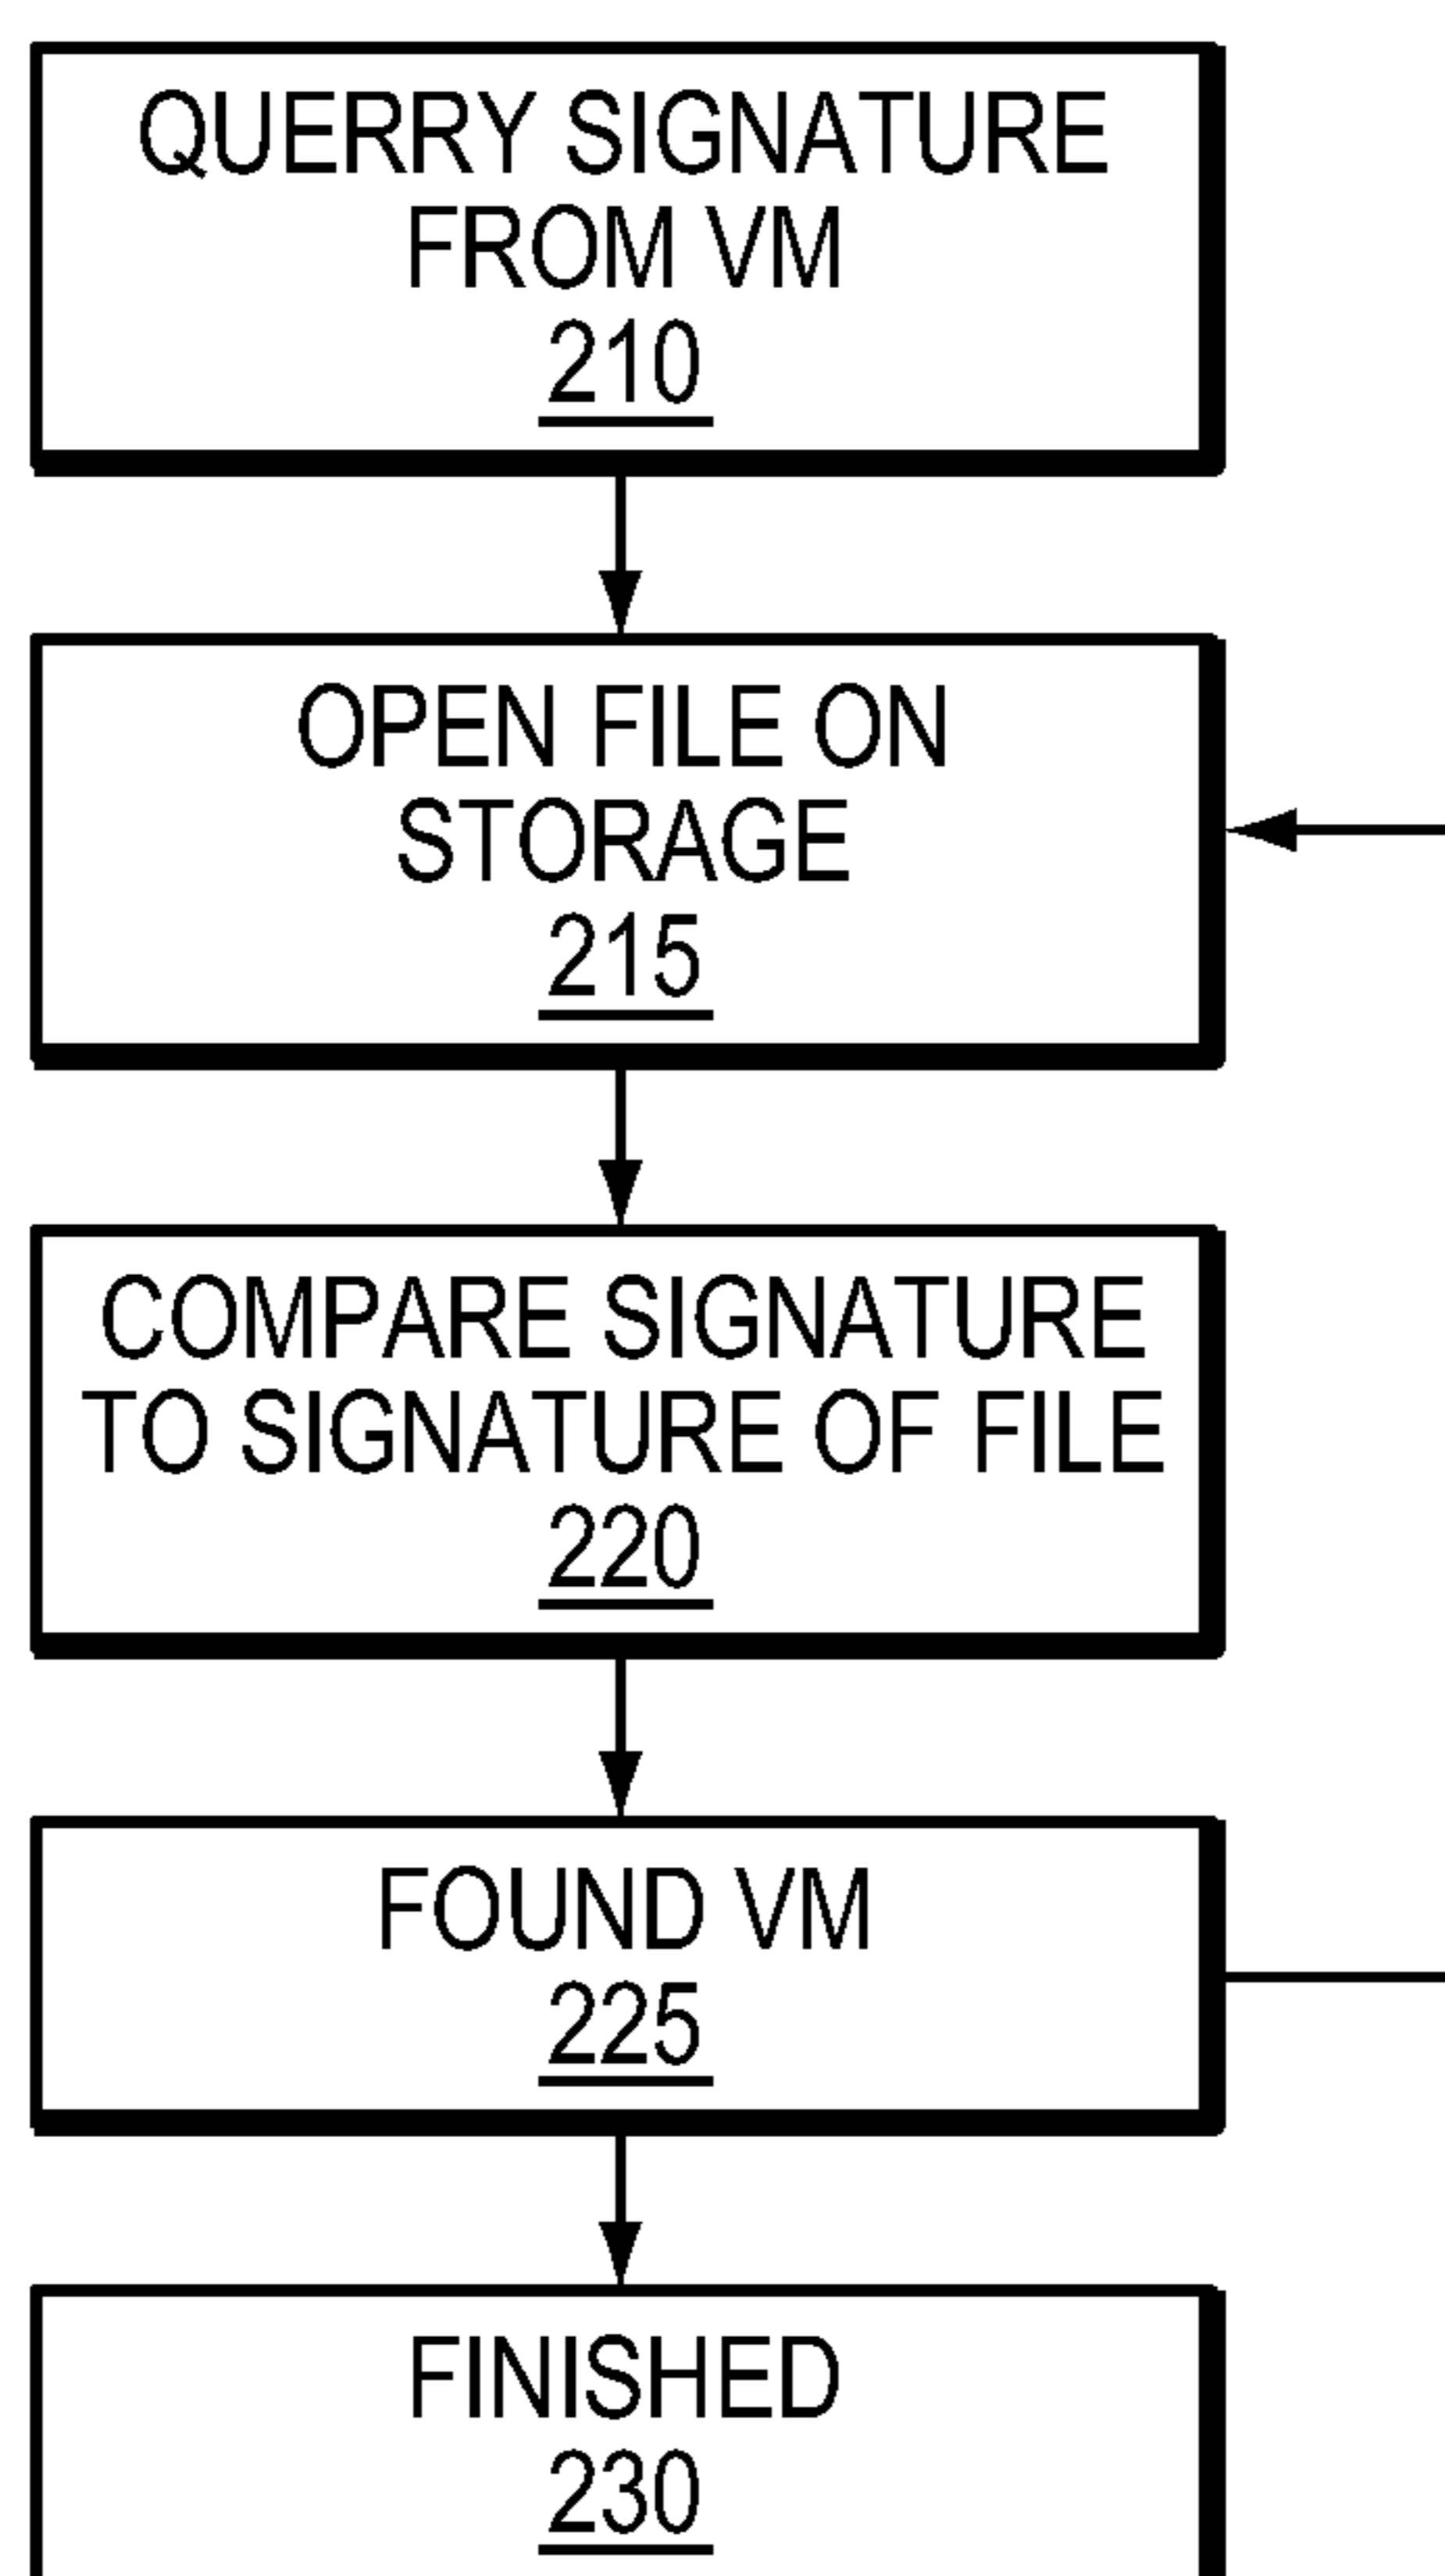 QUERRY SIGNATURE
FROM VM
210
OPEN FILE ON
STORAGE
215
COMPARE SIGNATURE
TO SIGNATURE OF FILE
220
FOUND VM
225
FINISHED
230